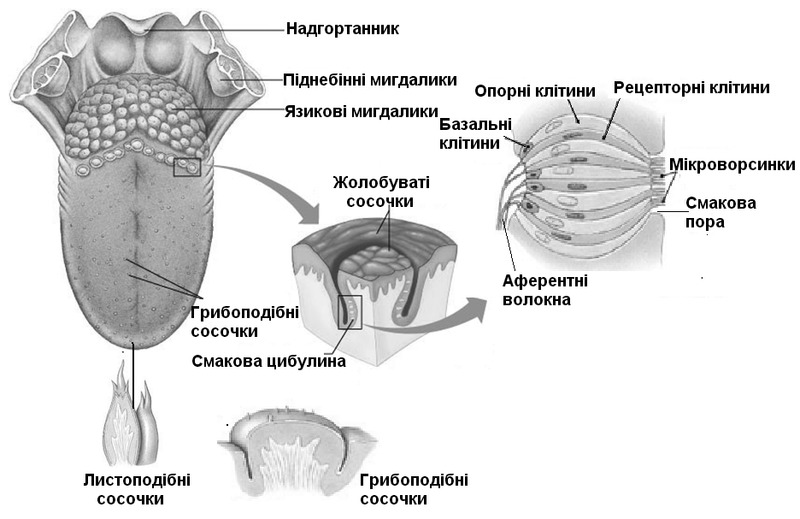 Надгортанник
Піднебінні мигдалики
Язикові мигдалики
Опорні клітини
Рецепторні клітини
Базальні
клітини
Мікроворсинки
Смакова
пора
Аферентні
волокна
Жолобуваті
сосочки
Грибоподібні
сосочки
Смакова цибулина
Листоподібні
сосочки
Грибоподібні
сосочки